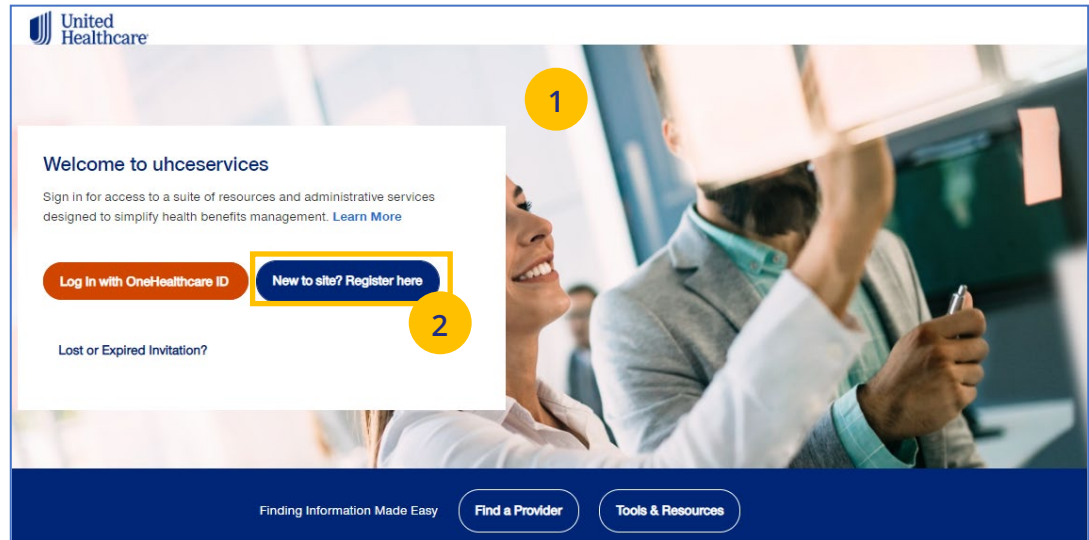 United
Healthcare
1
Welcome to uhceservices
Sign in for access to a suite of resources and administrative services
designed to simplify health benefits management. Learn More
Log In with OneHealthcare ID
New to site? Register here
2
Lost or Expired Invitation?
Finding Information Made Easy
Find a Provider
Tools & Resources